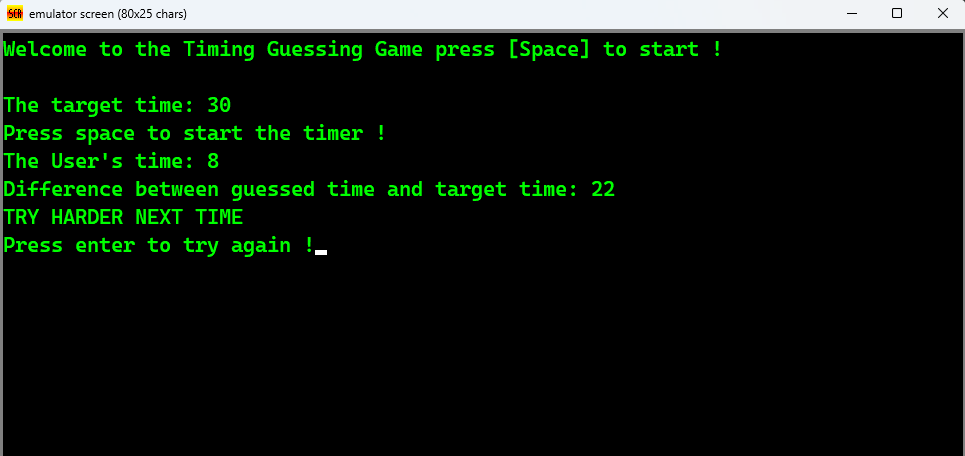 SCR
emulator screen (80x25 chars)
Welcome to the Timing Guessing Game press [Space] to start !
The target time: 30
Press space to start the timer !
The User's time: 8
Difference between guessed time and target time: 22
TRY HARDER NEXT TIME
Press enter to try again !